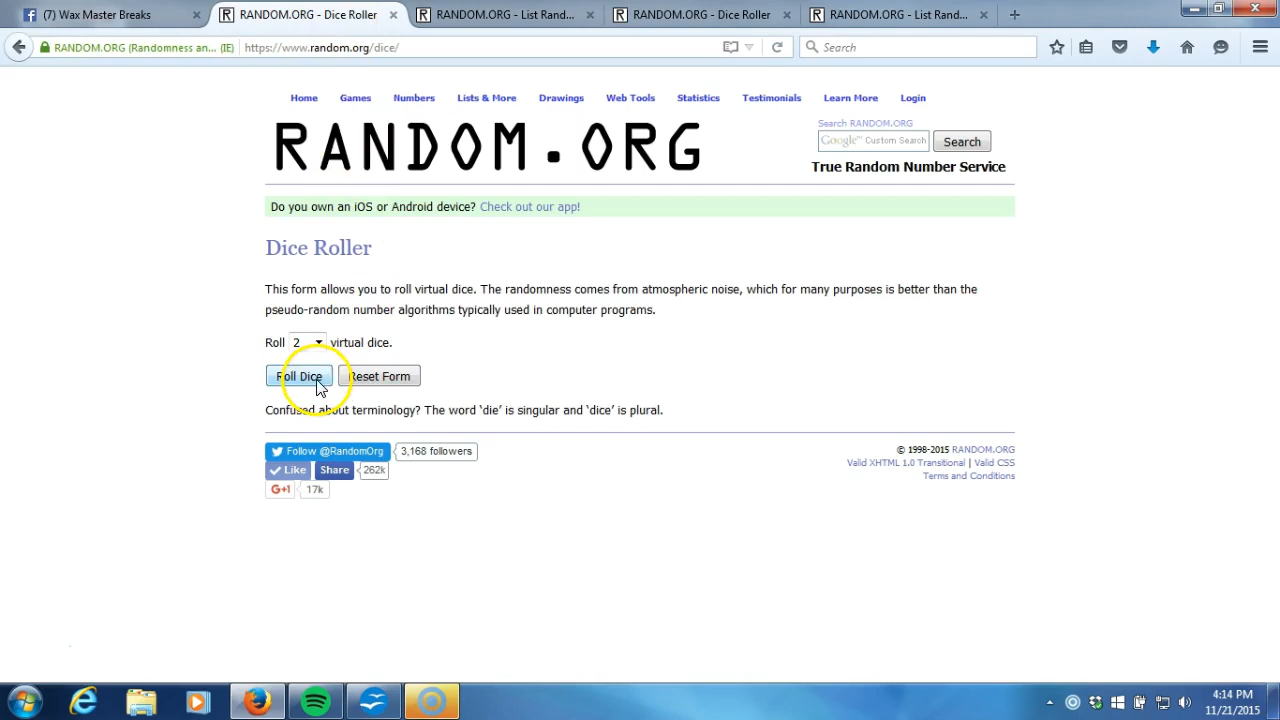 (7) Wax Master Breaks
RANDOM.ORG - Dice Roller
RANDOM.ORG - List Rand...
RANDOM.ORG - Dice Roller
RANDOM.ORG - List Rand...
RANDOM.ORG (Randomness an... (IE)
https://www.random.org/dice/
Search
Home Games Numbers Lists & More Drawings Web Tools Statistics Testimonials Learn More Login
RANDOM.ORG
Search RANDOM.ORG
Google™ Custom Search
Search
True Random Number Service
Do you own an iOS or Android device? Check out our app!
Dice Roller
This form allows you to roll virtual dice. The randomness comes from atmospheric noise, which for many purposes is better than the
pseudo-random number algorithms typically used in computer programs.
Roll 2 virtual dice.
Roll Dice Reset Form
Confused about terminology? The word ‘die’ is singular and ‘dice’ is plural.
Follow @RandomOrg 3,168 followers
Like Share 262k
G+1 17k
© 1998-2015 RANDOM.ORG
Valid XHTML 1.0 Transitional | Valid CSS
Terms and Conditions
4:14 PM
11/21/2015